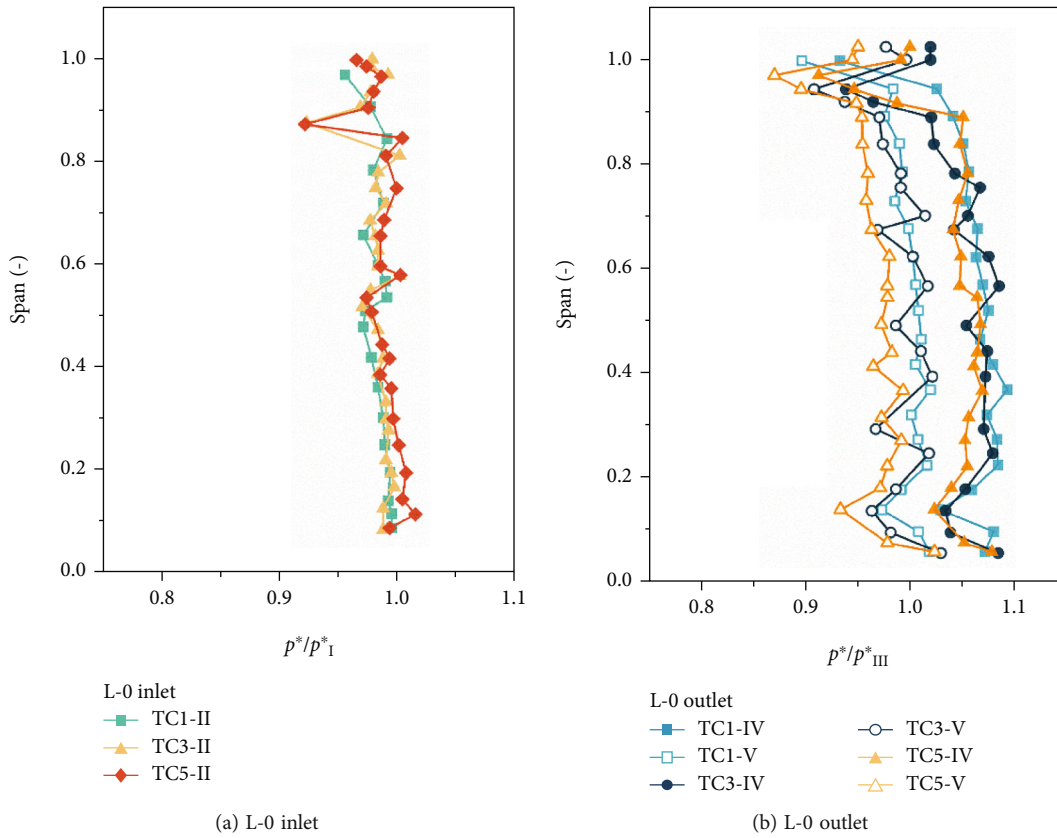 1.0
0.8
0.6
0.4
0.2
0.0
Span (-)
0.8 0.9 1.0 1.1
p*/p*I
L-0 inlet
TC1-II
TC3-II
TC5-II
(a) L-0 inlet
1.0
0.8
0.6
0.4
0.2
0.0
Span (-)
0.8 0.9 1.0 1.1
p*/p*III
L-0 outlet
TC1-IV TC3-V
TC1-V TC5-IV
TC3-IV TC5-V
(b) L-0 outlet